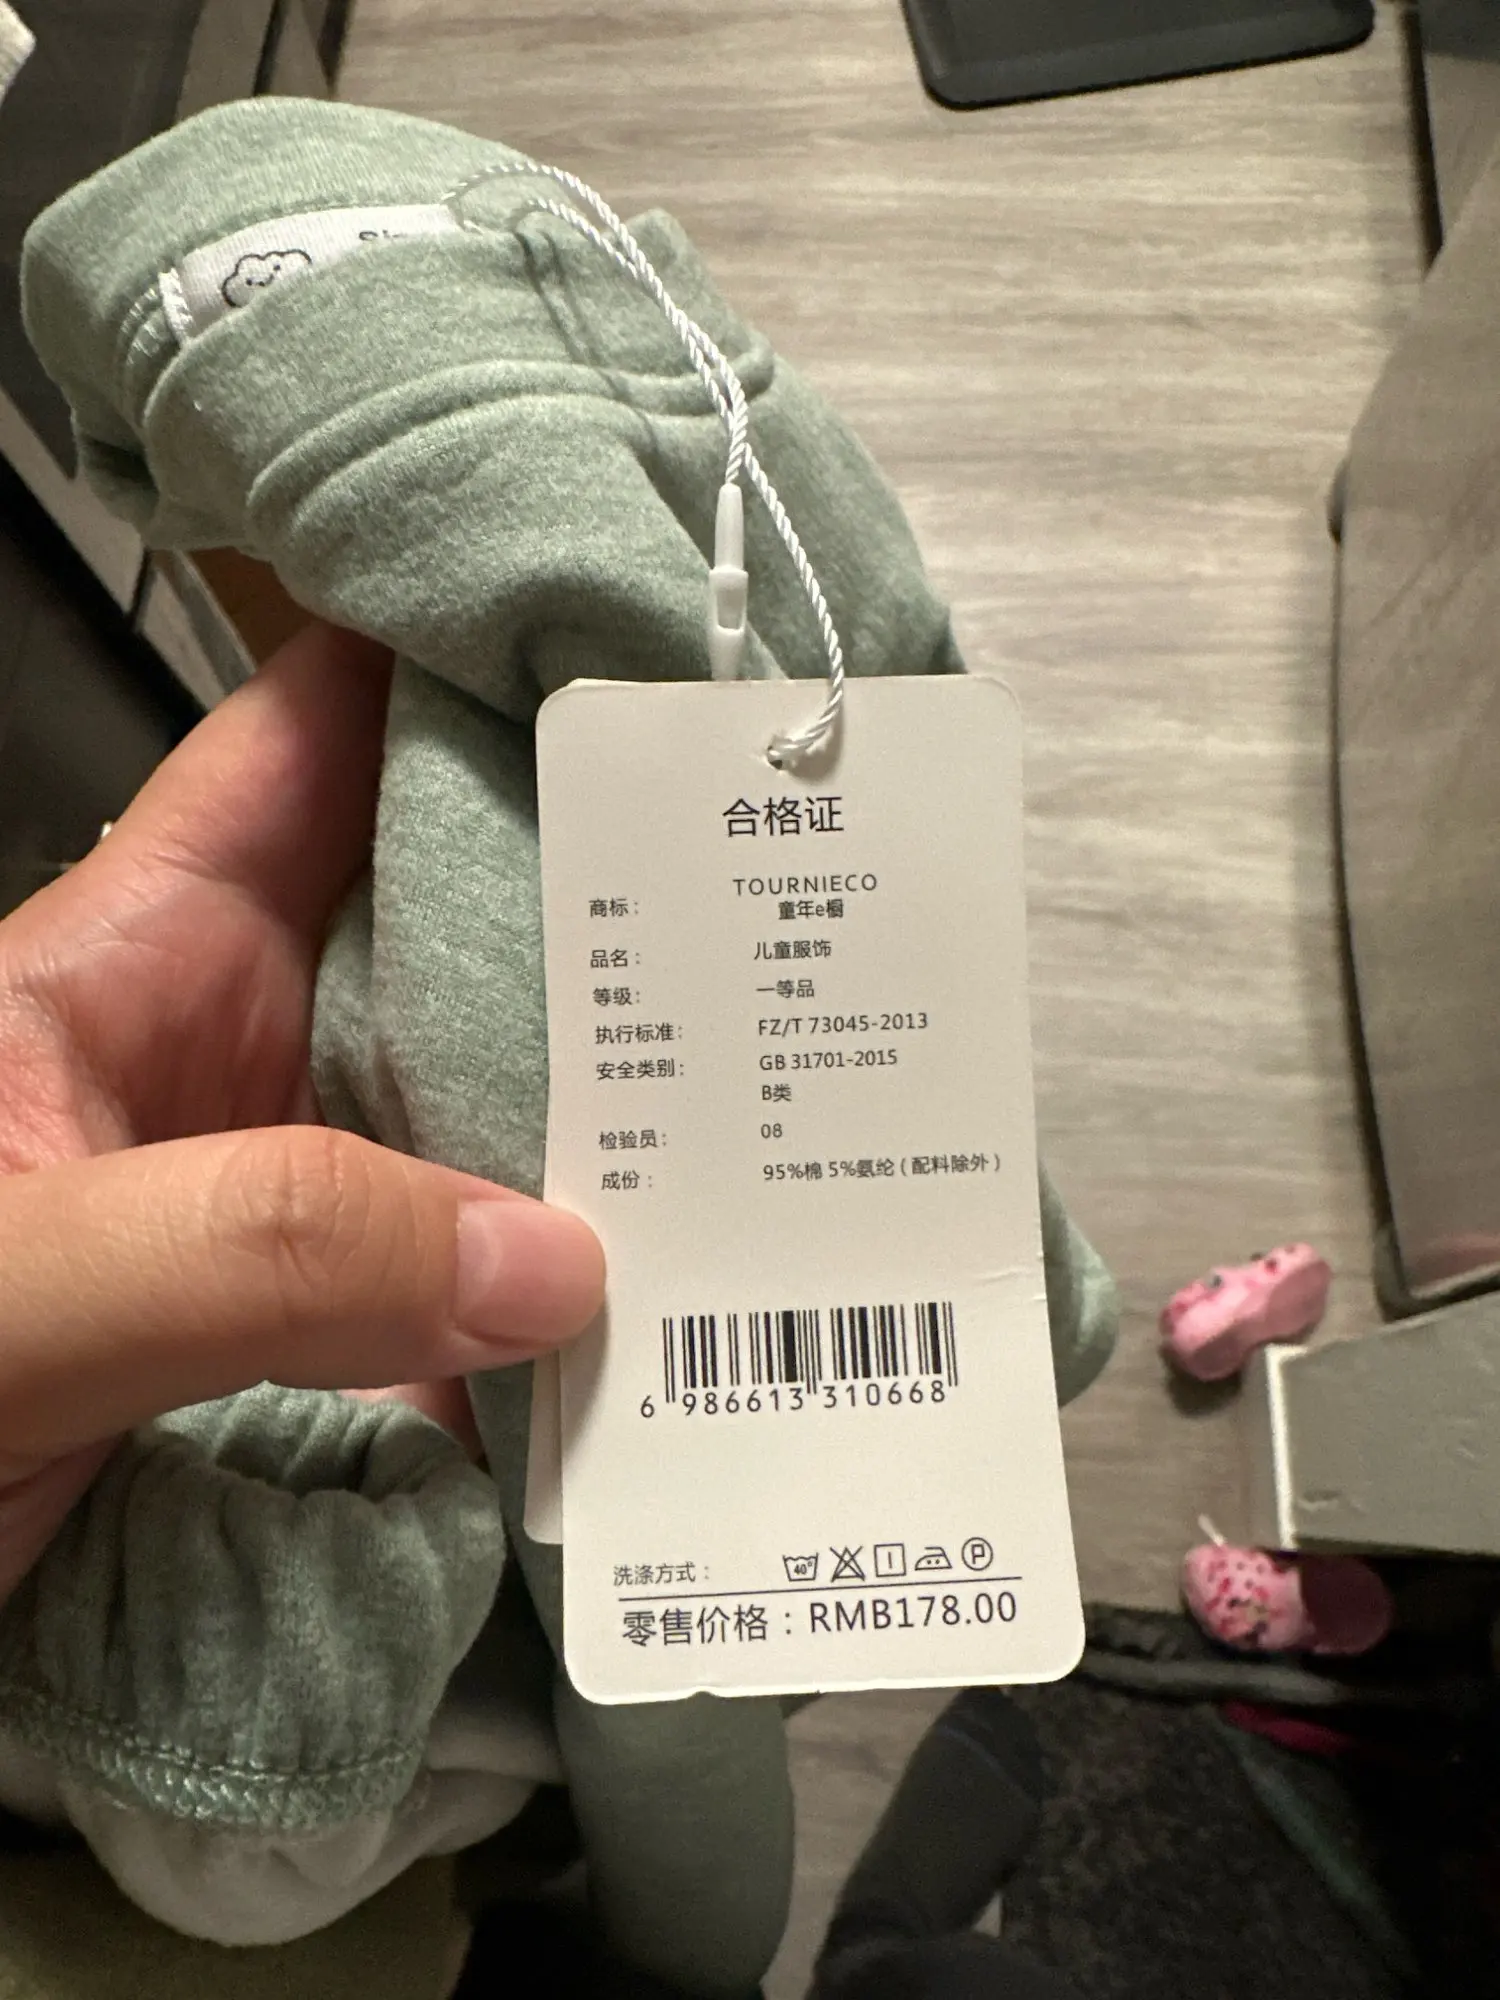 合格证
商标： TOURNIECO
童年e橱
品名： 儿童服饰
等级： 一等品
执行标准： FZ/T 73045-2013
安全类别： GB 31701-2015
B类
检验员： 08
成份： 95%棉 5%氨纶（配料除外）
6 986613 310668
洗涤方式： 40° P
零售价格：RMB178.00